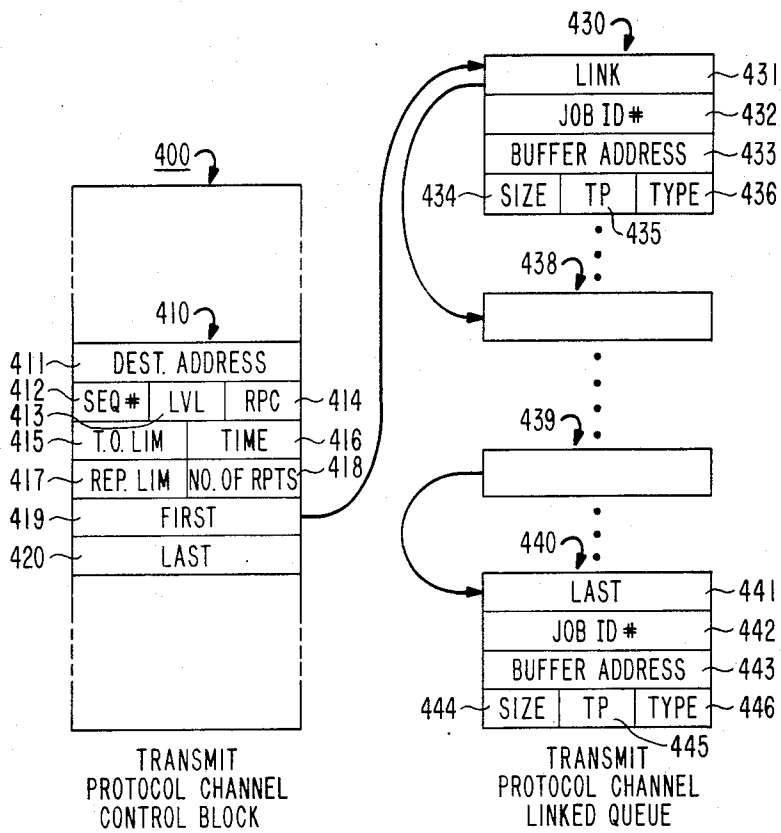 400
410
411 DEST. ADDRESS
412 SEQ # LVL RPC 414
413
415 T.O. LIM TIME 416
417 REP. LIM NO. OF RPTS 418
419 FIRST
420 LAST
TRANSMIT
PROTOCOL CHANNEL
CONTROL BLOCK
430
LINK 431
JOB ID # 432
BUFFER ADDRESS 433
434 SIZE TP TYPE 436
435
438
439
440
LAST 441
JOB ID # 442
BUFFER ADDRESS 443
444 SIZE TP TYPE 446
445
TRANSMIT
PROTOCOL CHANNEL
LINKED QUEUE